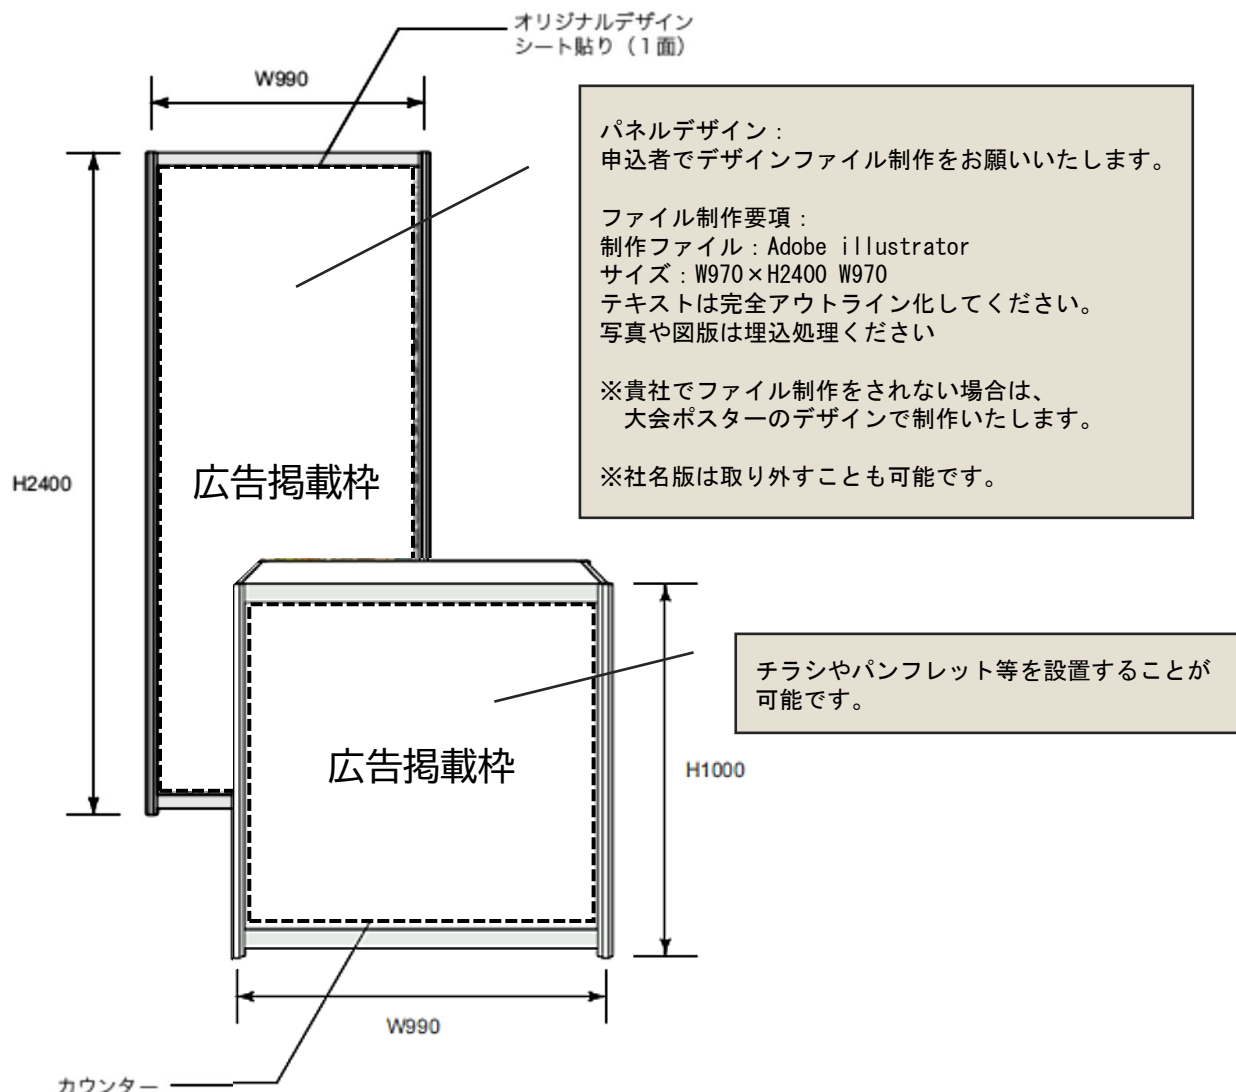 オリジナルデザイン
シート貼り（1面）
W990
パネルデザイン：
申込者でデザインファイル制作をお願いいたします。
ファイル制作要項：
制作ファイル：Adobe illustrator
サイズ：W970×H2400 W970
テキストは完全アウトライン化してください。
写真や図版は埋込処理ください
※貴社でファイル制作をされない場合は、
大会ポスターのデザインで制作いたします。
※社名版は取り外すことも可能です。
H2400
広告掲載枠
チラシやパンフレット等を設置することが
可能です。
広告掲載枠
H1000
W990
カウンター